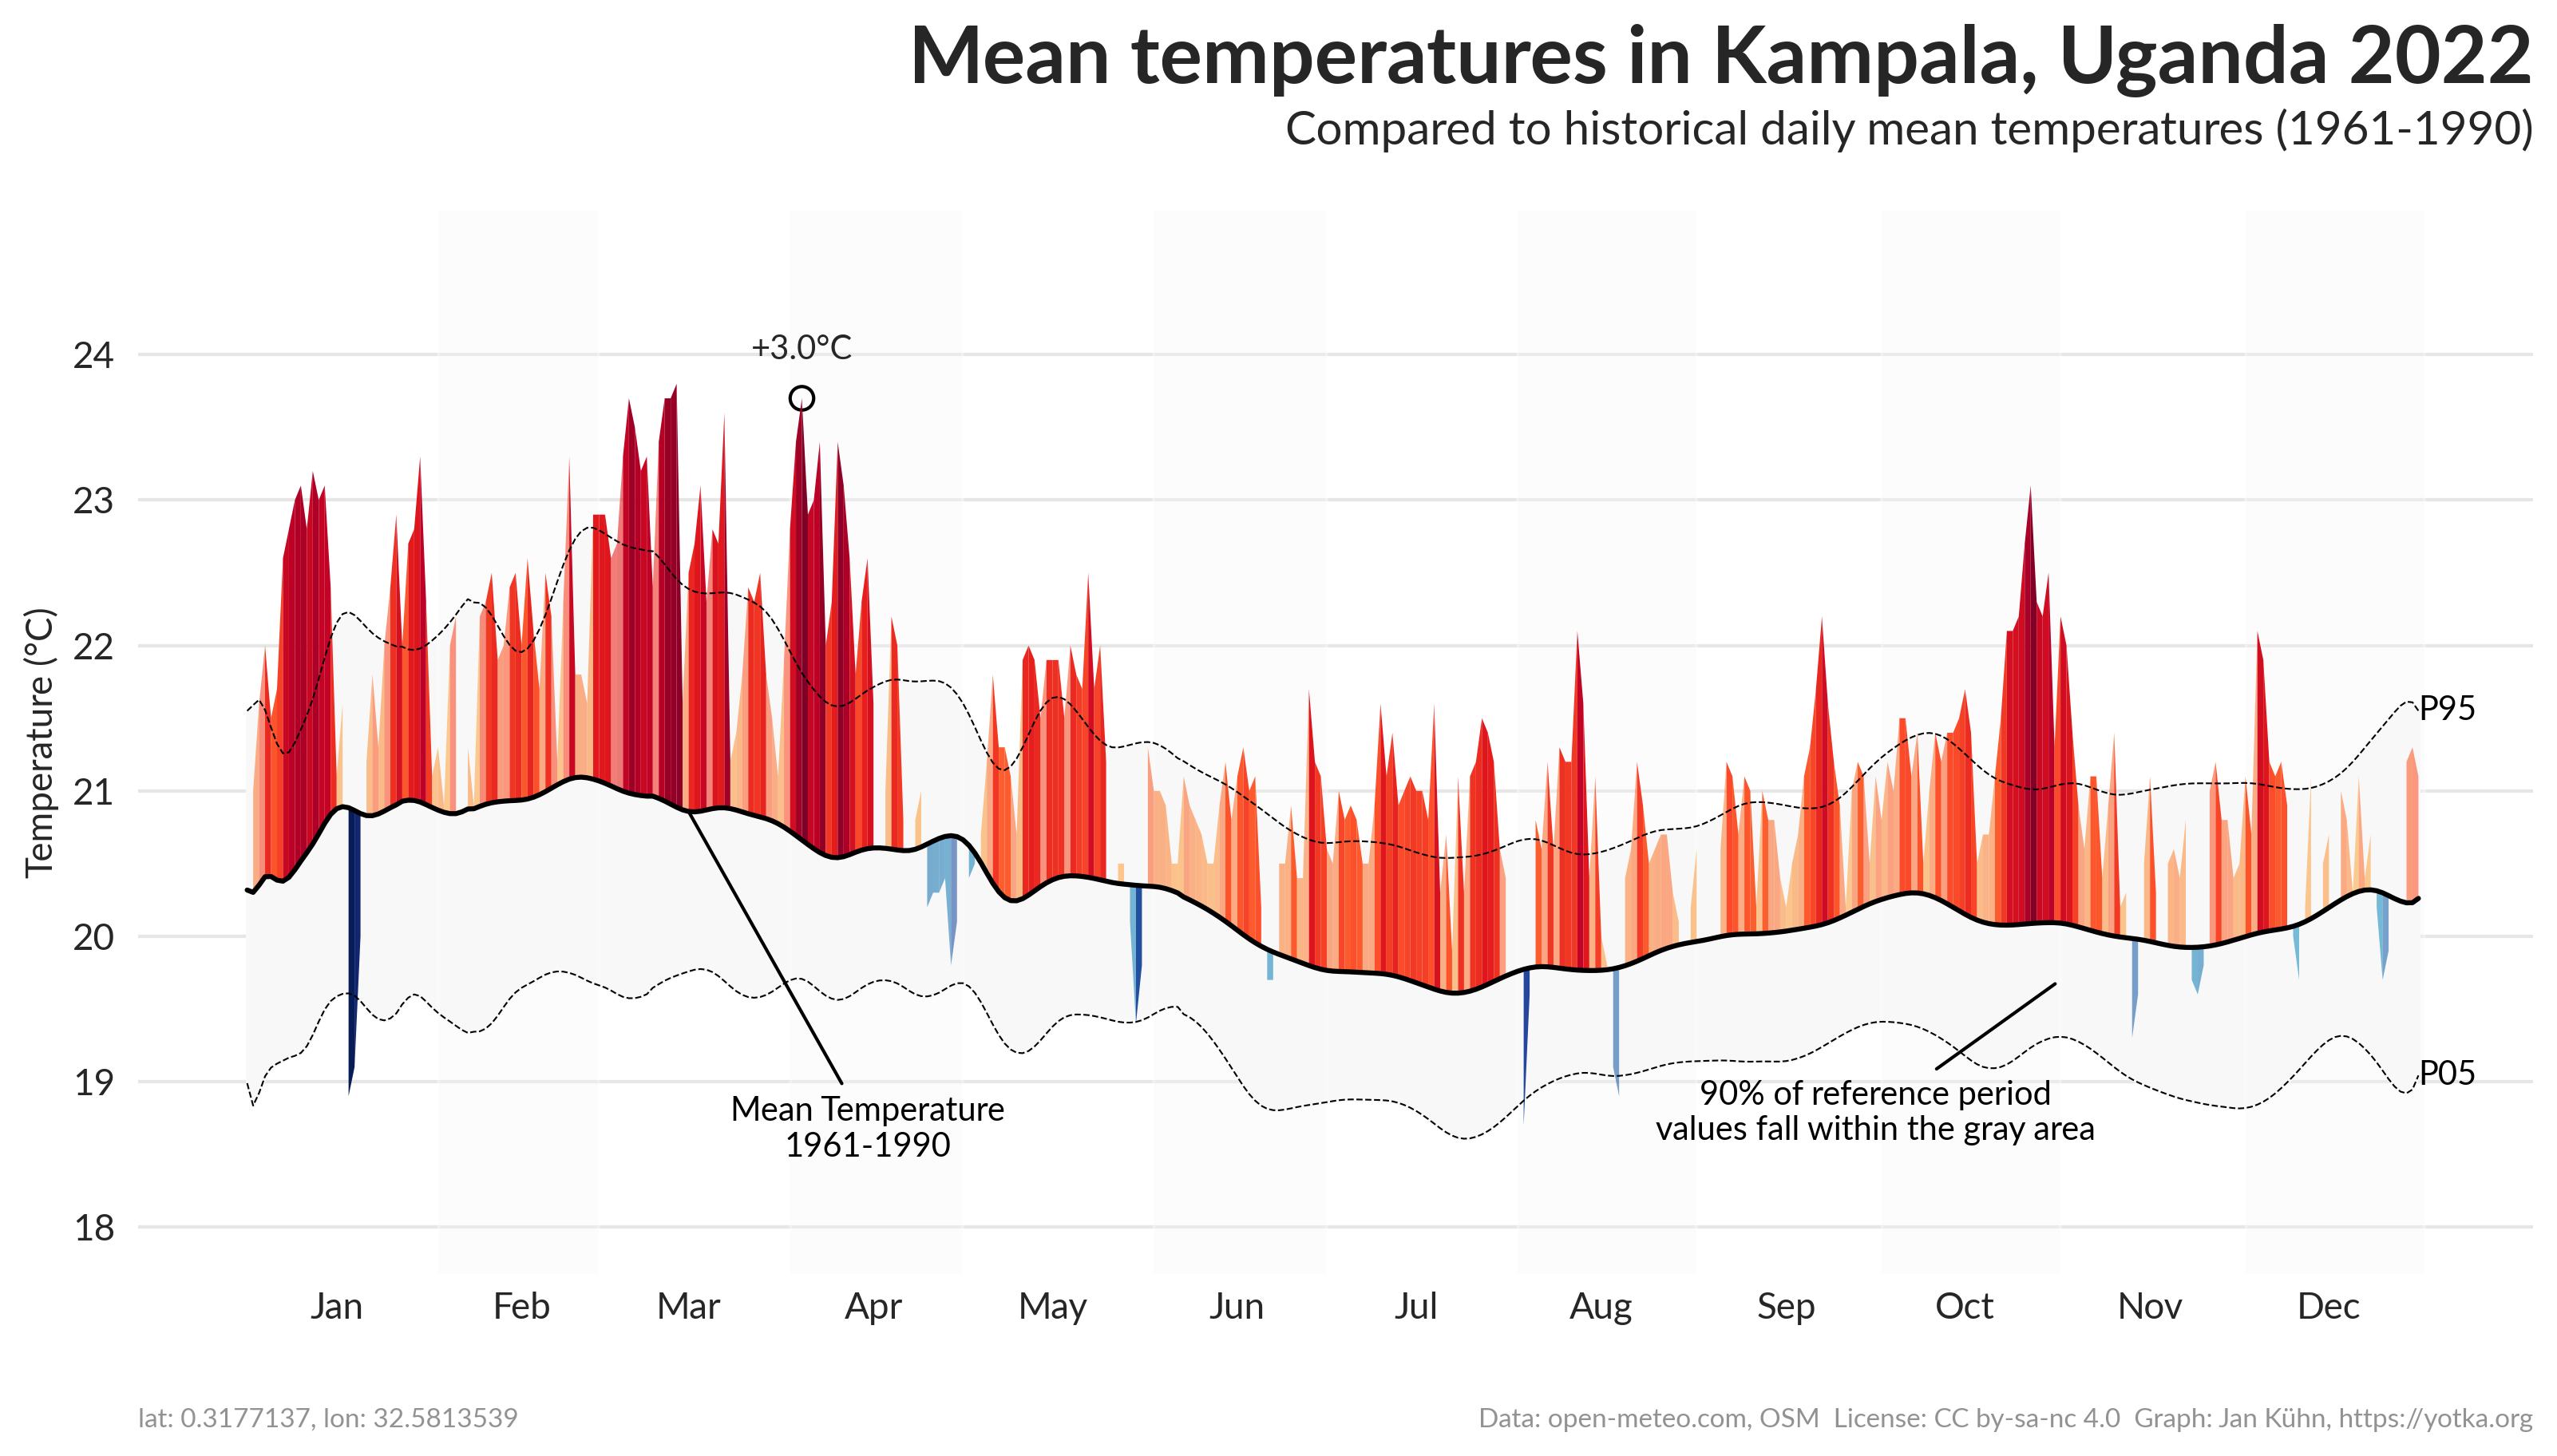 Mean temperatures in Kampala, Uganda 2022
Compared to historical daily mean temperatures (1961-1990)
+3.0°C
24
23
22
21
20
19
18
Temperature (°C)
P95
P05
Mean Temperature
1961-1990
90% of reference period
values fall within the gray area
Jan Feb Mar Apr May Jun Jul Aug Sep Oct Nov Dec
lat: 0.3177137, lon: 32.5813539
Data: open-meteo.com, OSM  License: CC by-sa-nc 4.0  Graph: Jan Kühn, https://yotka.org